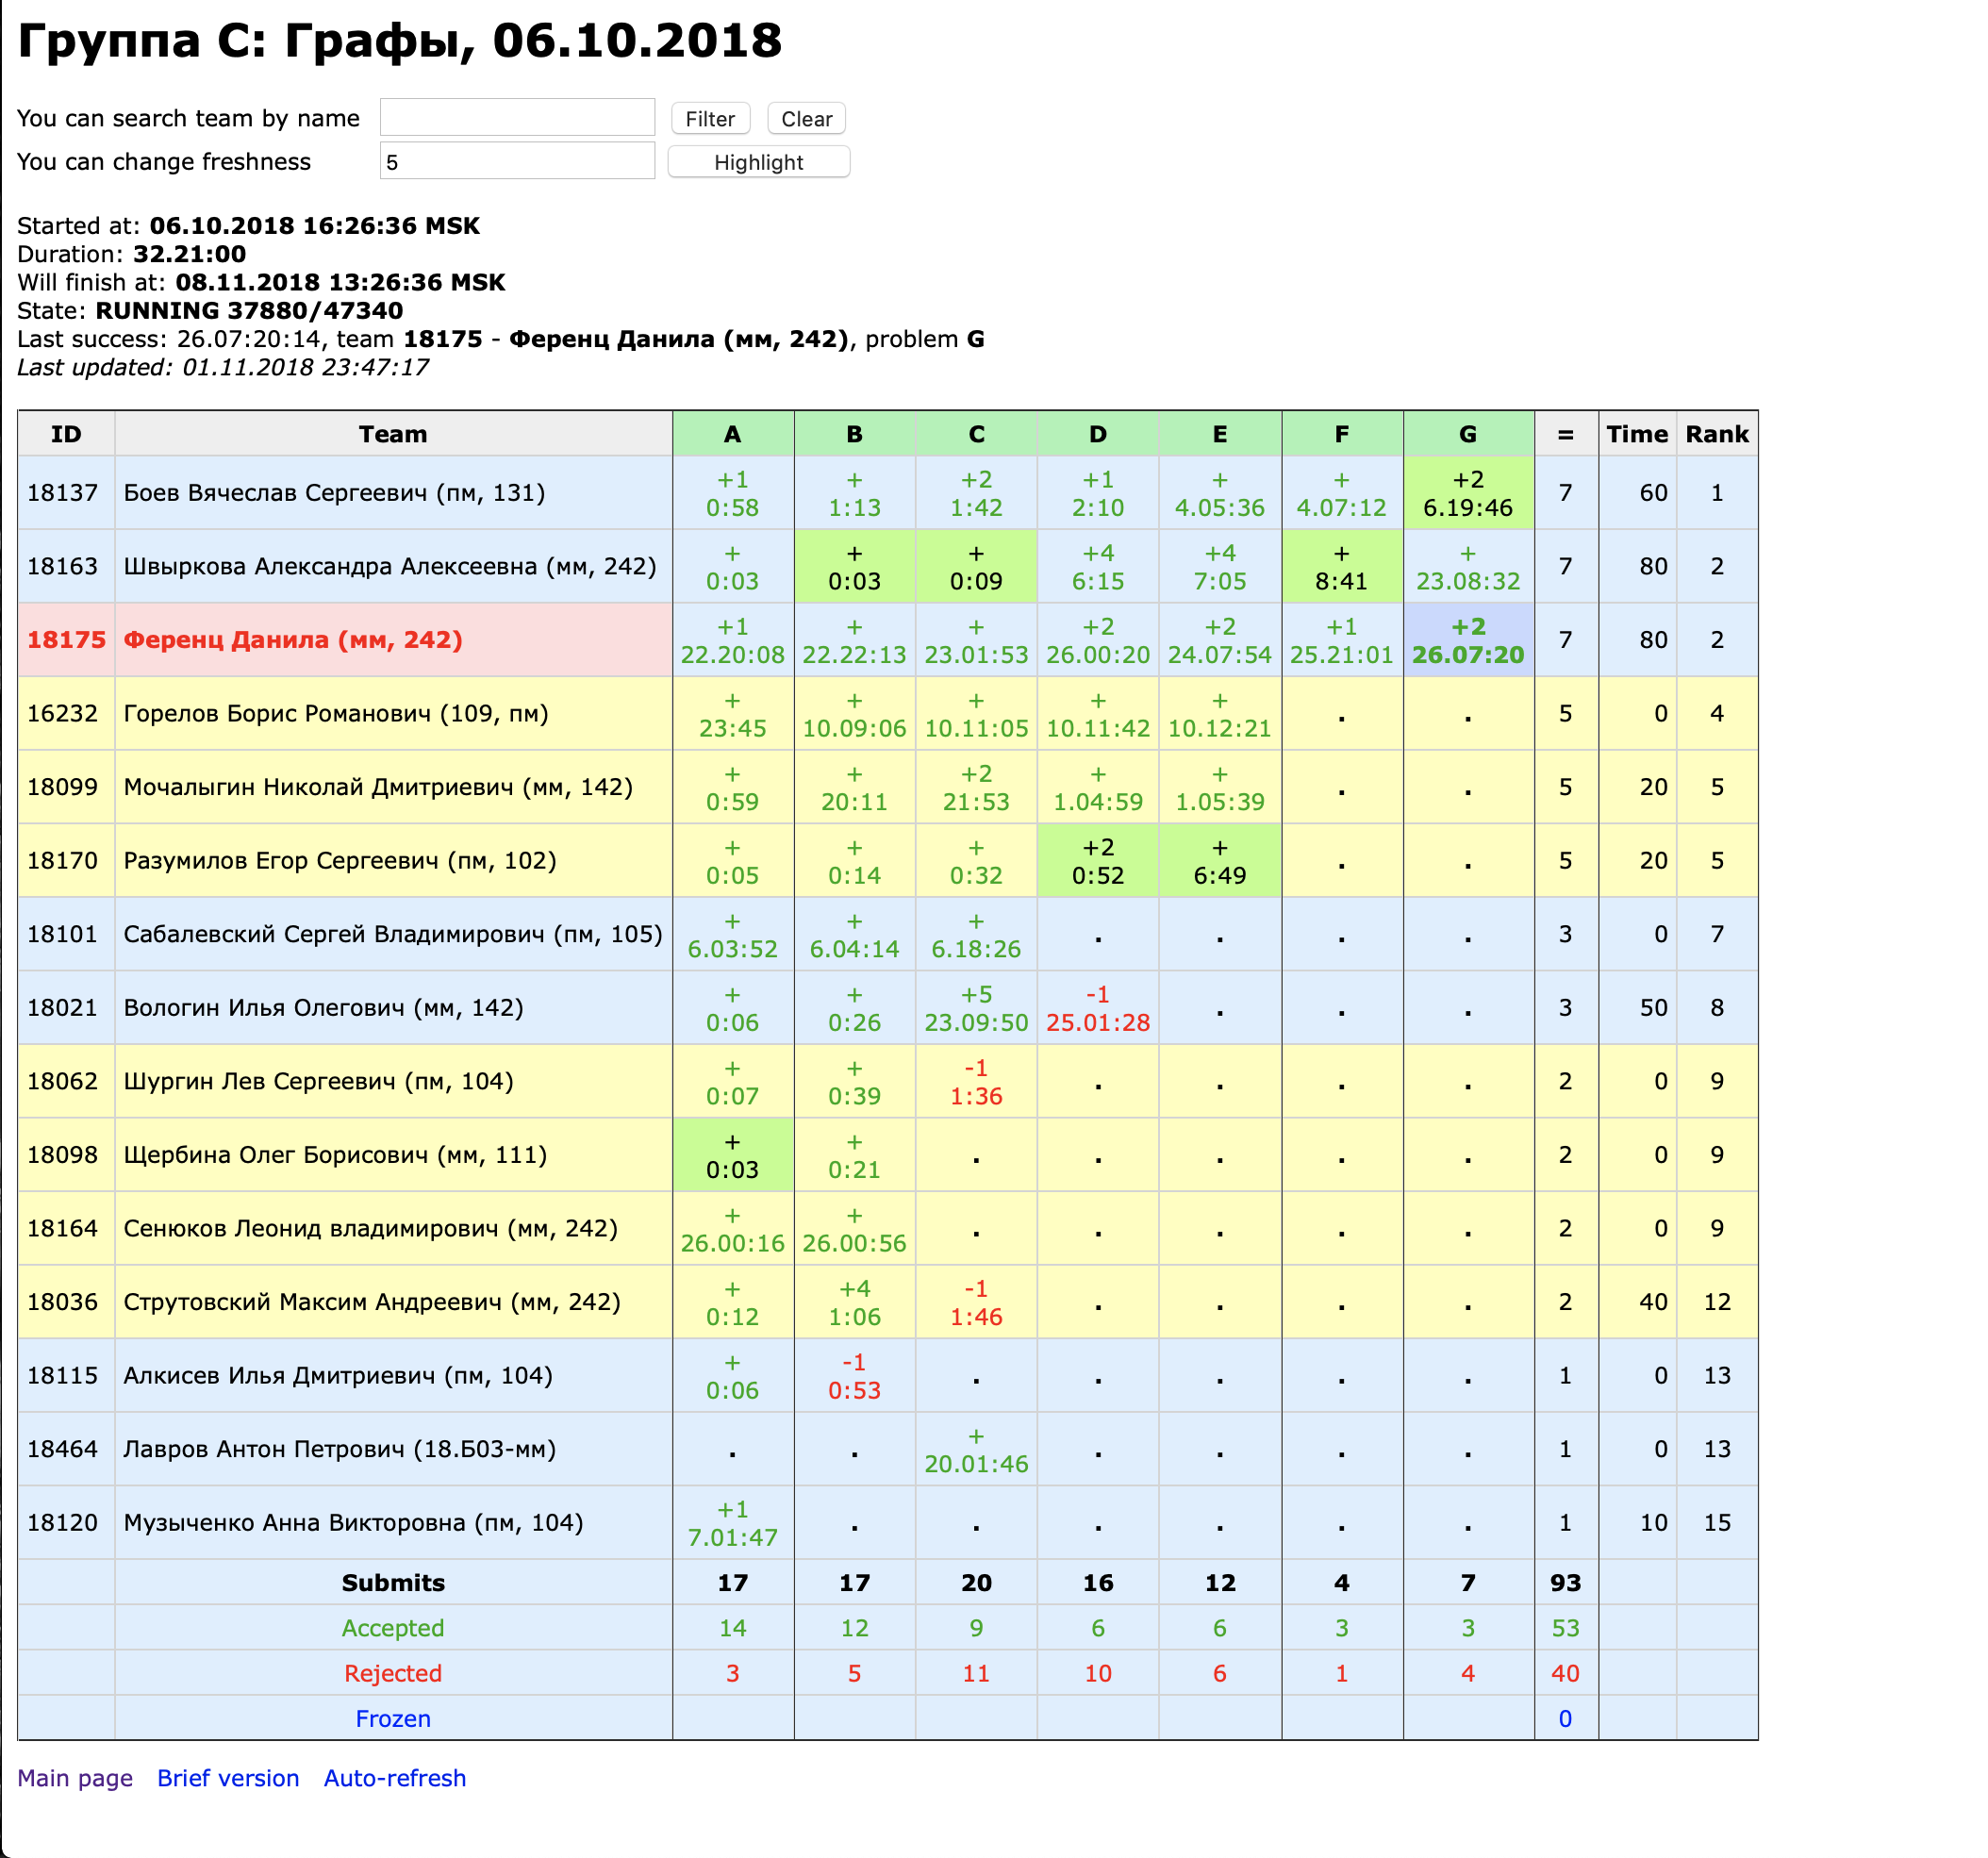 Группа C: Графы, 06.10.2018
You can search team by name Filter Clear
You can change freshness 5 Highlight
Started at: 06.10.2018 16:26:36 MSK
Duration: 32.21:00
Will finish at: 08.11.2018 13:26:36 MSK
State: RUNNING 37880/47340
Last success: 26.07:20:14, team 18175 - Ференц Данила (мм, 242), problem G
Last updated: 01.11.2018 23:47:17
ID Team A B C D E F G = Time Rank
+1 + +2 +1 + + +2
18137 Боев Вячеслав Сергеевич (пм, 131) 7 60 1
0:58 1:13 1:42 2:10 4.05:36 4.07:12 6.19:46
+ + + +4 +4 + +
18163 Швыркова Александра Алексеевна (мм, 242) 7 80 2
0:03 0:03 0:09 6:15 7:05 8:41 23.08:32
+1 + + +2 +2 +1 +2
18175 Ференц Данила (мм, 242) 7 80 2
22.20:08 22.22:13 23.01:53 26.00:20 24.07:54 25.21:01 26.07:20
+ + + + +
16232 Горелов Борис Романович (109, пм) . . 5 0 4
23:45 10.09:06 10.11:05 10.11:42 10.12:21
+ + +2 + +
18099 Мочалыгин Николай Дмитриевич (мм, 142) . . 5 20 5
0:59 20:11 21:53 1.04:59 1.05:39
+ + + +2 +
18170 Разумилов Егор Сергеевич (пм, 102) . . 5 20 5
0:05 0:14 0:32 0:52 6:49
+ + +
18101 Сабалевский Сергей Владимирович (пм, 105) . . . . 3 0 7
6.03:52 6.04:14 6.18:26
+ + +5 -1
18021 Вологин Илья Олегович (мм, 142) . . . 3 50 8
0:06 0:26 23.09:50 25.01:28
+ + -1
18062 Шургин Лев Сергеевич (пм, 104) . . . . 2 0 9
0:07 0:39 1:36
+ +
18098 Щербина Олег Борисович (мм, 111) . . . . . 2 0 9
0:03 0:21
+ +
18164 Сенюков Леонид владимирович (мм, 242) . . . . . 2 0 9
26.00:16 26.00:56
+ +4 -1
18036 Струтовский Максим Андреевич (мм, 242) . . . . 2 40 12
0:12 1:06 1:46
+ -1
18115 Алкисев Илья Дмитриевич (пм, 104) . . . . . 1 0 13
0:06 0:53
+
18464 Лавров Антон Петрович (18.Б03-мм) . . . . . . 1 0 13
20.01:46
+1
18120 Музыченко Анна Викторовна (пм, 104) . . . . . . 1 10 15
7.01:47
Submits 17 17 20 16 12 4 7 93
Accepted 14 12 9 6 6 3 3 53
Rejected 3 5 11 10 6 1 4 40
Frozen 0
Main page Brief version Auto-refresh